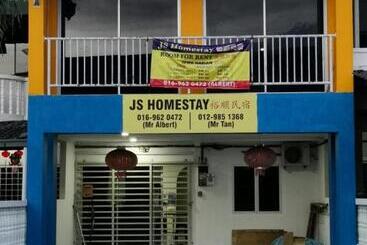 JS Homestay
ROOM FOR RENT
016-962 0472 (ALBERT)
JS HOMESTAY 裕顺民宿
016-962 0472 012-985 1368
(Mr Albert) (Mr Tan)